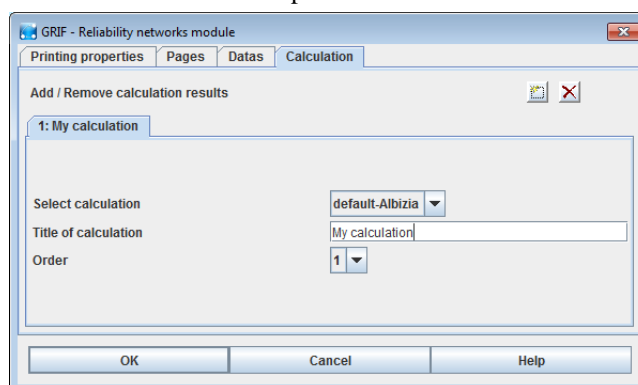 GRIF - Reliability networks module
Printing properties Pages Datas Calculation
Add / Remove calculation results
1: My calculation
Select calculation default-Albizia
Title of calculation My calculation
Order 1
OK Cancel Help